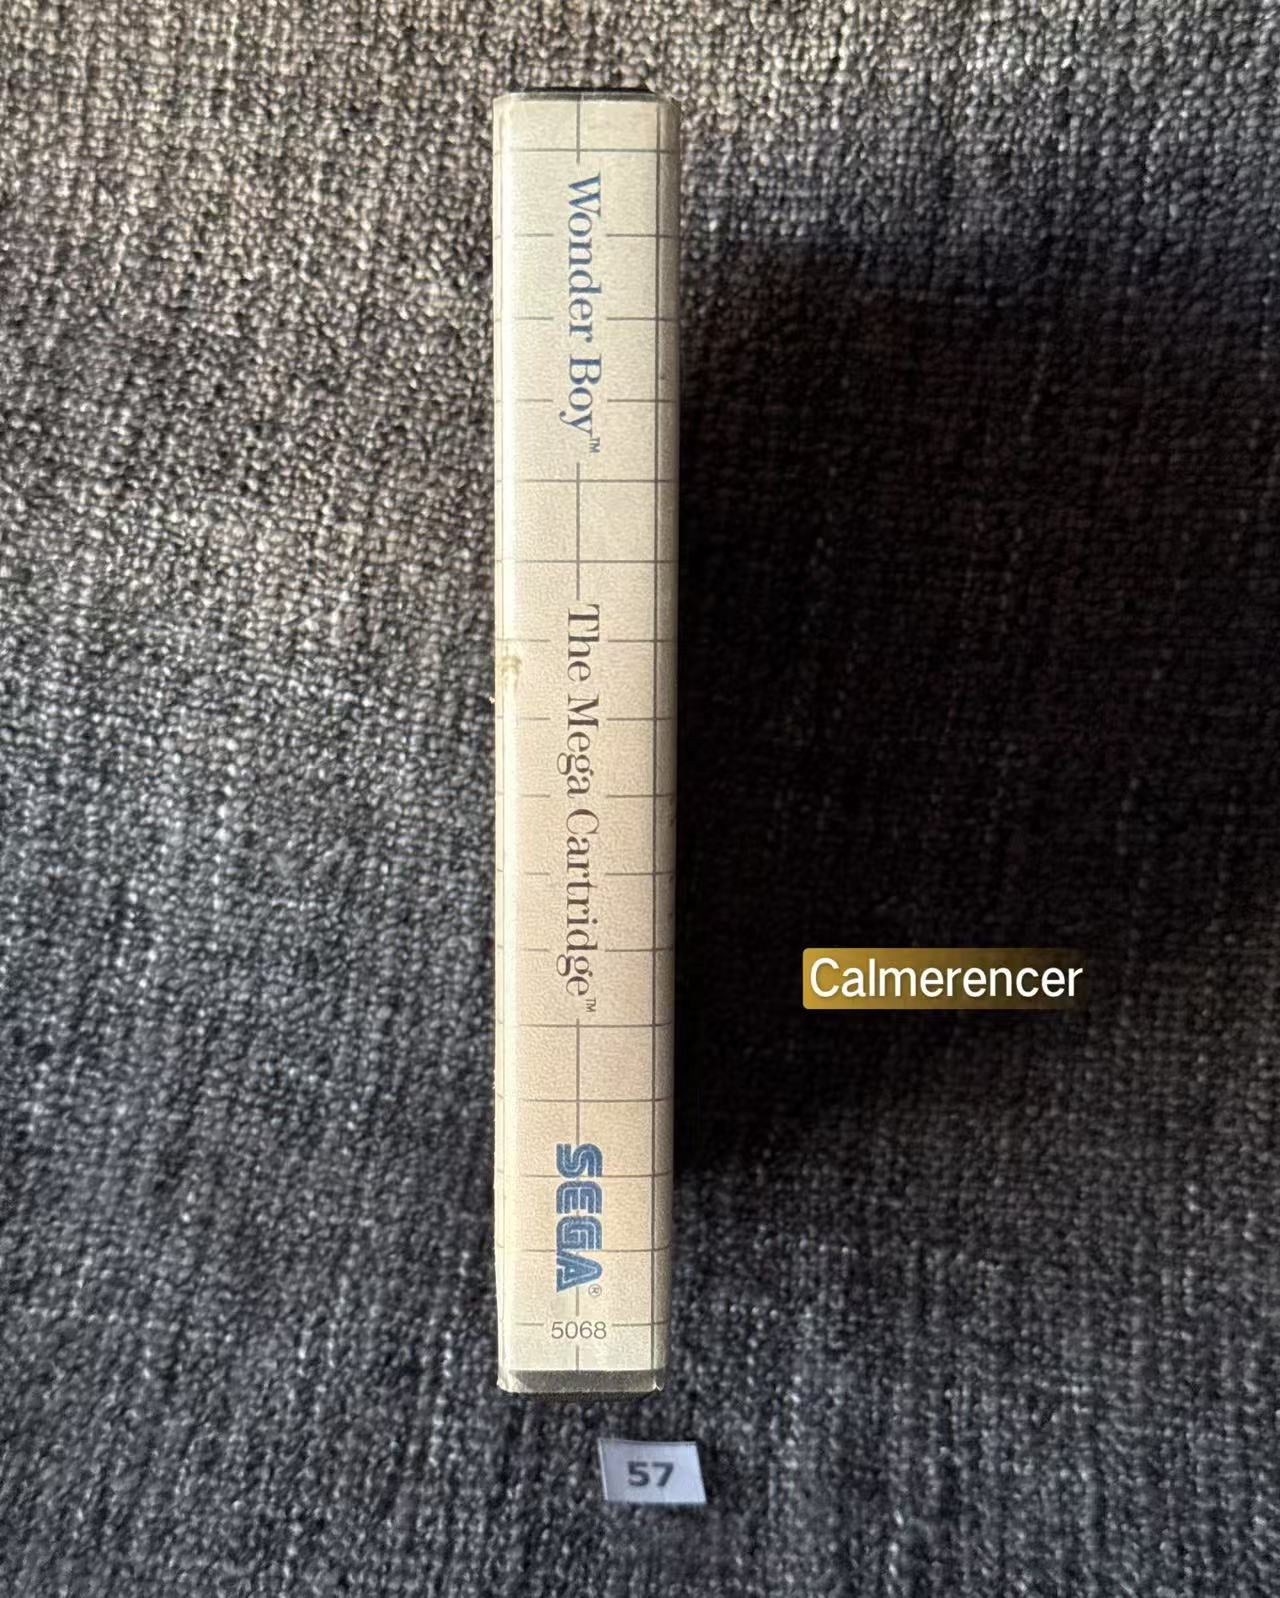 Wonder Boy™
The Mega Cartridge™
SEGA®
5068
Calmerencer
57